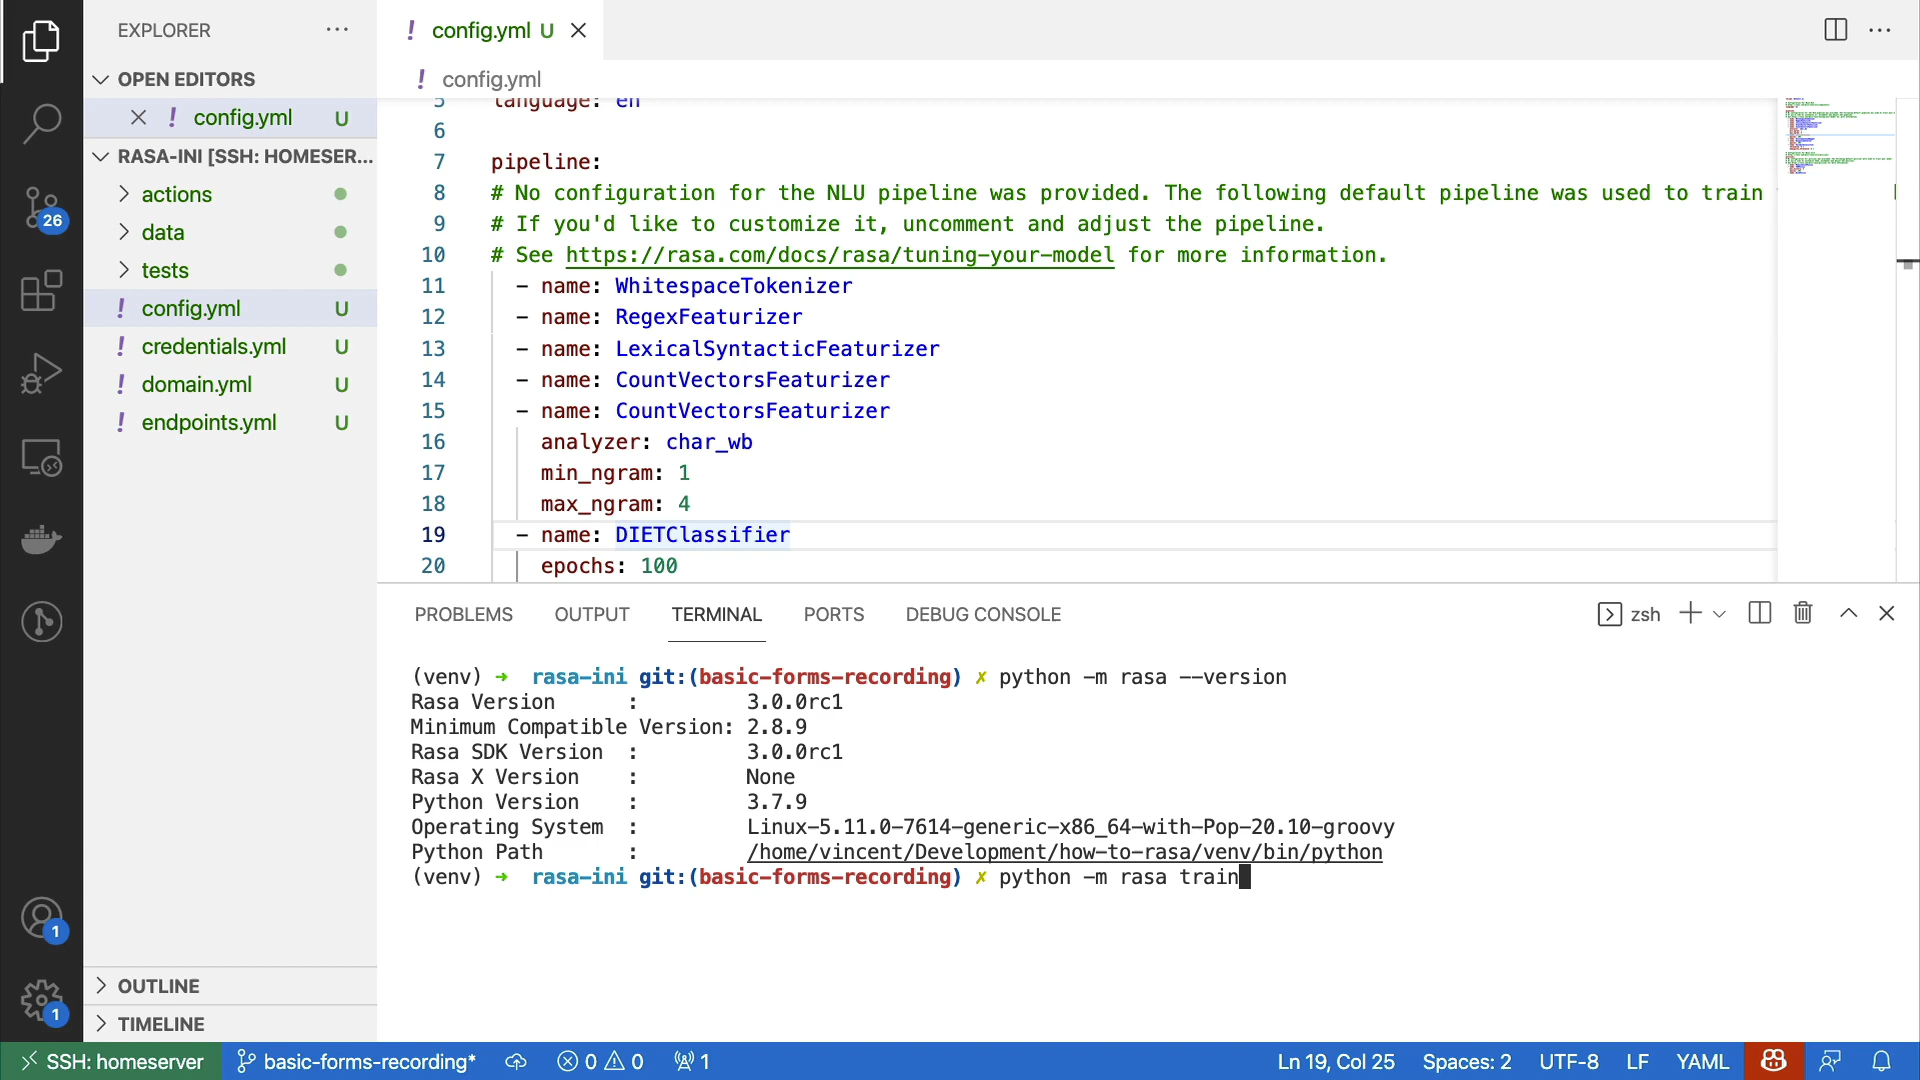 EXPLORER
OPEN EDITORS
config.yml U
RASA-INI [SSH: HOMESER...
actions
data
tests
config.yml U
credentials.yml U
domain.yml U
endpoints.yml U
OUTLINE
TIMELINE
26
1
1
config.yml U
config.yml
5 language: en
6
7 pipeline:
8 # No configuration for the NLU pipeline was provided. The following default pipeline was used to train
9 # If you'd like to customize it, uncomment and adjust the pipeline.
10 # See https://rasa.com/docs/rasa/tuning-your-model for more information.
11 - name: WhitespaceTokenizer
12 - name: RegexFeaturizer
13 - name: LexicalSyntacticFeaturizer
14 - name: CountVectorsFeaturizer
15 - name: CountVectorsFeaturizer
16 analyzer: char_wb
17 min_ngram: 1
18 max_ngram: 4
19 - name: DIETClassifier
20 epochs: 100
PROBLEMS OUTPUT TERMINAL PORTS DEBUG CONSOLE zsh
(venv) ➜ rasa-ini git:(basic-forms-recording) ✗ python -m rasa --version
Rasa Version : 3.0.0rc1
Minimum Compatible Version: 2.8.9
Rasa SDK Version : 3.0.0rc1
Rasa X Version : None
Python Version : 3.7.9
Operating System : Linux-5.11.0-7614-generic-x86_64-with-Pop-20.10-groovy
Python Path : /home/vincent/Development/how-to-rasa/venv/bin/python
(venv) ➜ rasa-ini git:(basic-forms-recording) ✗ python -m rasa train
SSH: homeserver basic-forms-recording* 0 0 1 Ln 19, Col 25 Spaces: 2 UTF-8 LF YAML